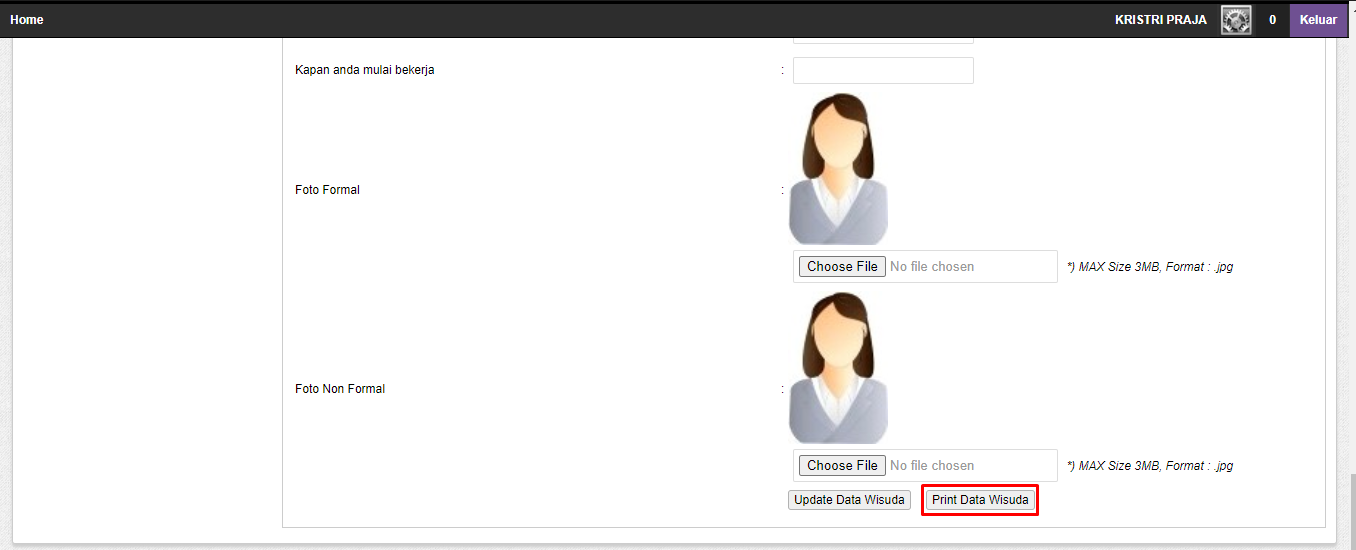 Home KRISTRI PRAJA 0 Keluar
Kapan anda mulai bekerja :
Foto Formal :
Choose File No file chosen *) MAX Size 3MB, Format : .jpg
Foto Non Formal :
Choose File No file chosen *) MAX Size 3MB, Format : .jpg
Update Data Wisuda Print Data Wisuda